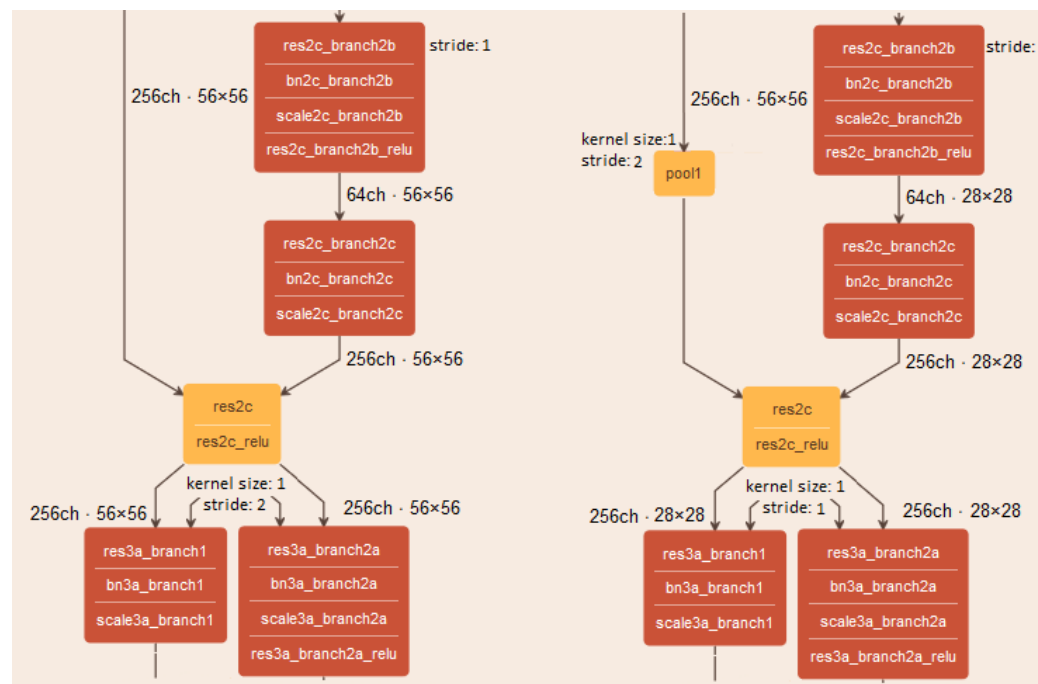 res2c_branch2b
bn2c_branch2b
scale2c_branch2b
res2c_branch2b_relu
stride: 1
256ch · 56×56
64ch · 56×56
res2c_branch2c
bn2c_branch2c
scale2c_branch2c
256ch · 56×56
res2c
res2c_relu
kernel size: 1
stride: 2
256ch · 56×56
256ch · 56×56
res3a_branch1
bn3a_branch1
scale3a_branch1
res3a_branch2a
bn3a_branch2a
scale3a_branch2a
res3a_branch2a_relu
res2c_branch2b
bn2c_branch2b
scale2c_branch2b
res2c_branch2b_relu
stride:
256ch · 56×56
kernel size:1
stride: 2
pool1
64ch · 28×28
res2c_branch2c
bn2c_branch2c
scale2c_branch2c
256ch · 28×28
res2c
res2c_relu
kernel size: 1
stride: 1
256ch · 28×28
256ch · 28×28
res3a_branch1
bn3a_branch1
scale3a_branch1
res3a_branch2a
bn3a_branch2a
scale3a_branch2a
res3a_branch2a_relu